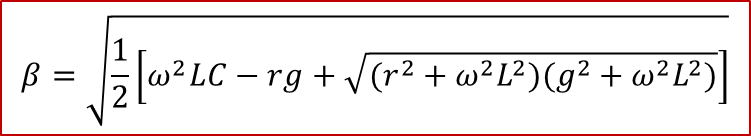 β = √(1/2 [ω²LC − rg + √((r² + ω²L²)(g² + ω²L²))])